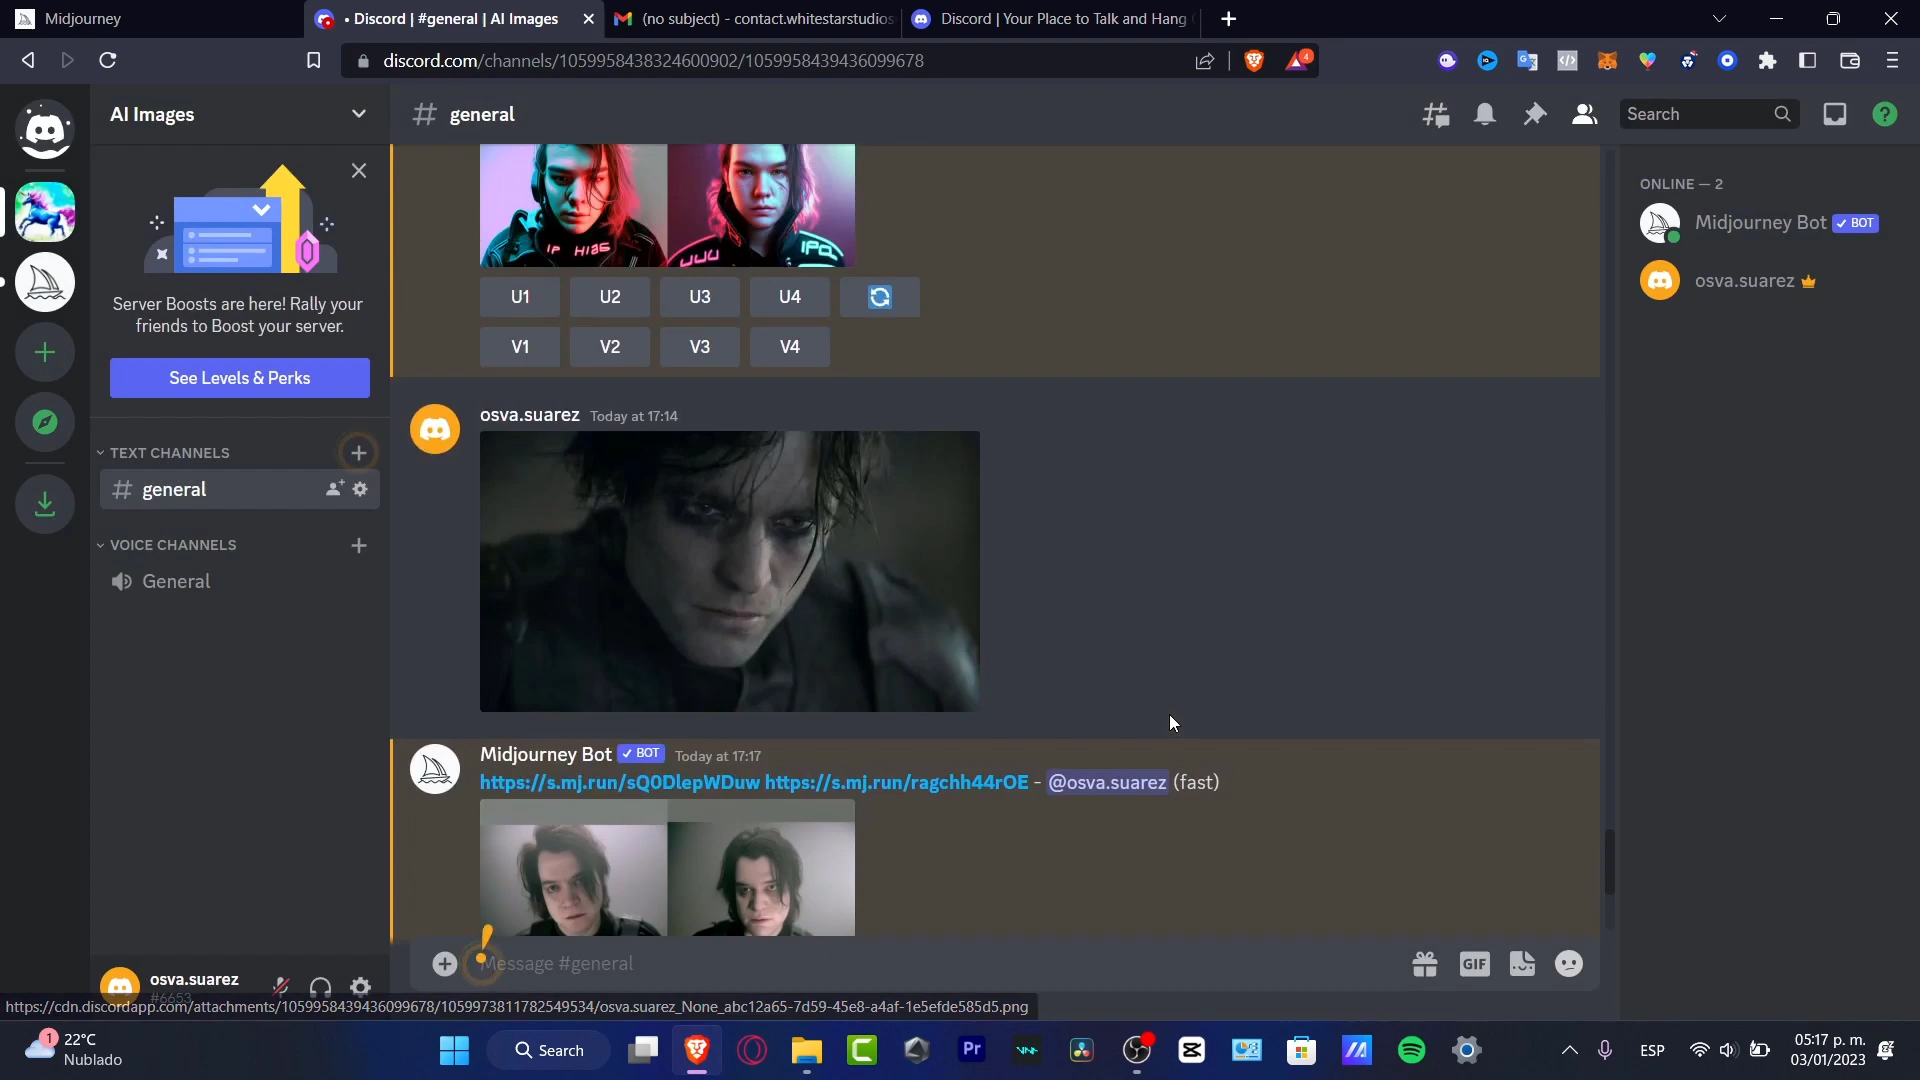 Midjourney
• Discord | #general | AI Images
(no subject) - contact.whitestarstudios
Discord | Your Place to Talk and Hang
discord.com/channels/1059958438324600902/1059958439436099678
4
AI Images
general
Search
Server Boosts are here! Rally your
friends to Boost your server.
See Levels & Perks
TEXT CHANNELS
general
VOICE CHANNELS
General
U1
U2
U3
U4
V1
V2
V3
V4
osva.suarez Today at 17:14
Midjourney Bot ✓ BOT Today at 17:17
https://s.mj.run/sQ0DlepWDuw https://s.mj.run/ragchh44rOE - @osva.suarez (fast)
Message #general
GIF
ONLINE — 2
Midjourney Bot ✓ BOT
osva.suarez
osva.suarez
#6653
https://cdn.discordapp.com/attachments/1059958439436099678/1059973811782549534/osva.suarez_None_abc12a65-7d59-45e8-a4af-1e5efde585d5.png
1
22°C
Nublado
Search
Pr
ESP
05:17 p. m.
03/01/2023